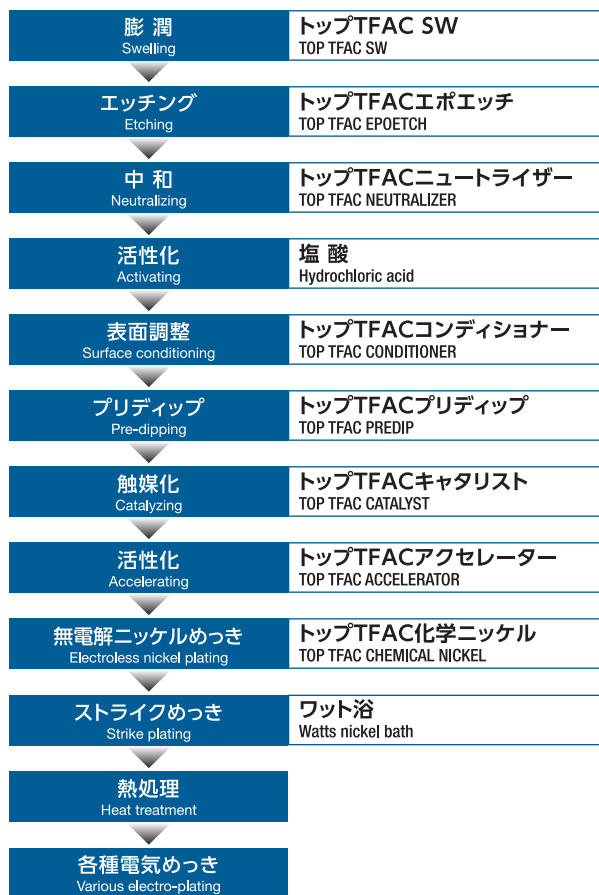 膨 潤
Swelling
トップTFAC SW
TOP TFAC SW
エッチング
Etching
トップTFACエポエッチ
TOP TFAC EPOETCH
中 和
Neutralizing
トップTFACニュートライザー
TOP TFAC NEUTRALIZER
活性化
Activating
塩 酸
Hydrochloric acid
表面調整
Surface conditioning
トップTFACコンディショナー
TOP TFAC CONDITIONER
プリディップ
Pre-dipping
トップTFACプリディップ
TOP TFAC PREDIP
触媒化
Catalyzing
トップTFACキャタリスト
TOP TFAC CATALYST
活性化
Accelerating
トップTFACアクセレーター
TOP TFAC ACCELERATOR
無電解ニッケルめっき
Electroless nickel plating
トップTFAC化学ニッケル
TOP TFAC CHEMICAL NICKEL
ストライクめっき
Strike plating
ワット浴
Watts nickel bath
熱処理
Heat treatment
各種電気めっき
Various electro-plating